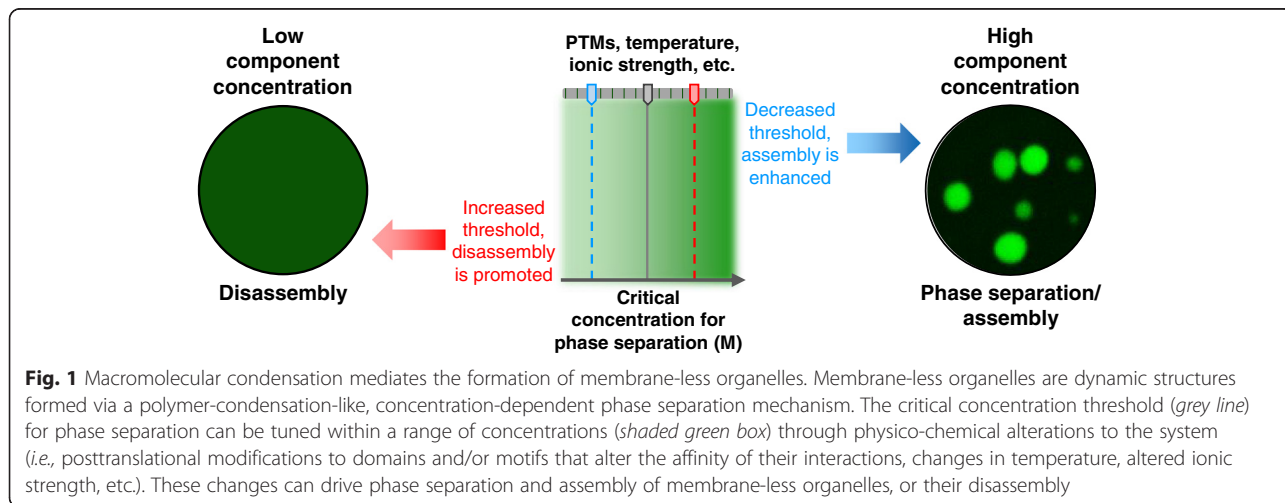 Low
component
concentration
Disassembly
Increased
threshold,
disassembly
is promoted
PTMs, temperature,
ionic strength, etc.
Critical
concentration for
phase separation (M)
Decreased
threshold,
assembly is
enhanced
High
component
concentration
Phase separation/
assembly
Fig. 1 Macromolecular condensation mediates the formation of membrane-less organelles. Membrane-less organelles are dynamic structures
formed via a polymer-condensation-like, concentration-dependent phase separation mechanism. The critical concentration threshold (grey line)
for phase separation can be tuned within a range of concentrations (shaded green box) through physico-chemical alterations to the system
(i.e., posttranslational modifications to domains and/or motifs that alter the affinity of their interactions, changes in temperature, altered ionic
strength, etc.). These changes can drive phase separation and assembly of membrane-less organelles, or their disassembly